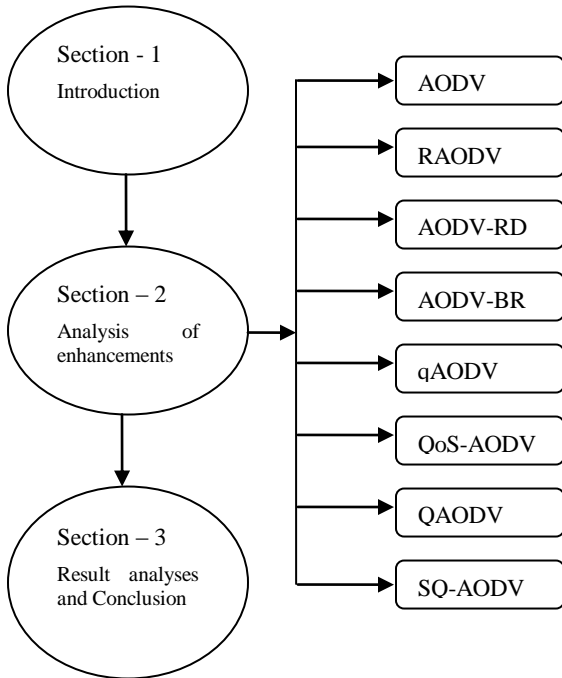 Section - 1
Introduction
Section – 2
Analysis of
enhancements
Section – 3
Result analyses
and Conclusion
AODV
RAODV
AODV-RD
AODV-BR
qAODV
QoS-AODV
QAODV
SQ-AODV